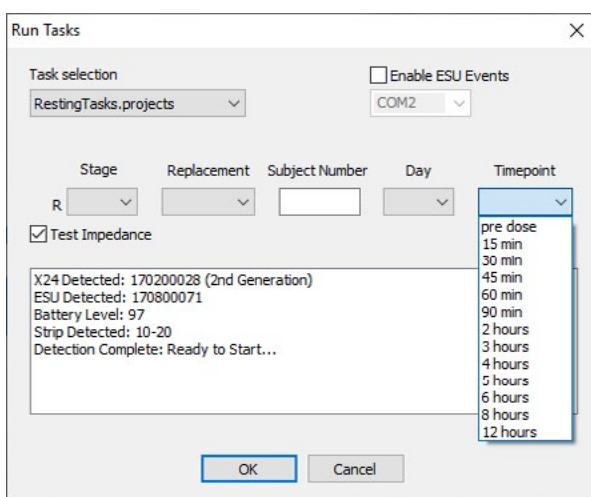 Run Tasks
Task selection
Enable ESU Events
RestingTasks.projects
COM2
Stage Replacement Subject Number Day Timepoint
R
Test Impedance
pre dose
15 min
30 min
45 min
60 min
90 min
2 hours
3 hours
4 hours
5 hours
6 hours
8 hours
12 hours
X24 Detected: 170200028 (2nd Generation)
ESU Detected: 170800071
Battery Level: 97
Strip Detected: 10-20
Detection Complete: Ready to Start...
OK Cancel